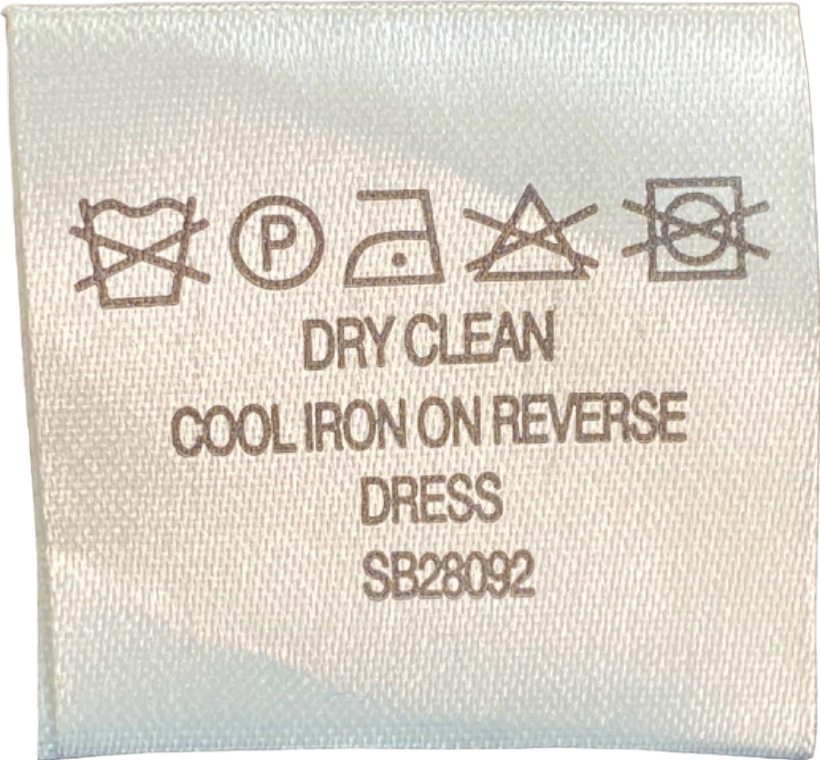 P
DRY CLEAN
COOL IRON ON REVERSE
DRESS
SB28092